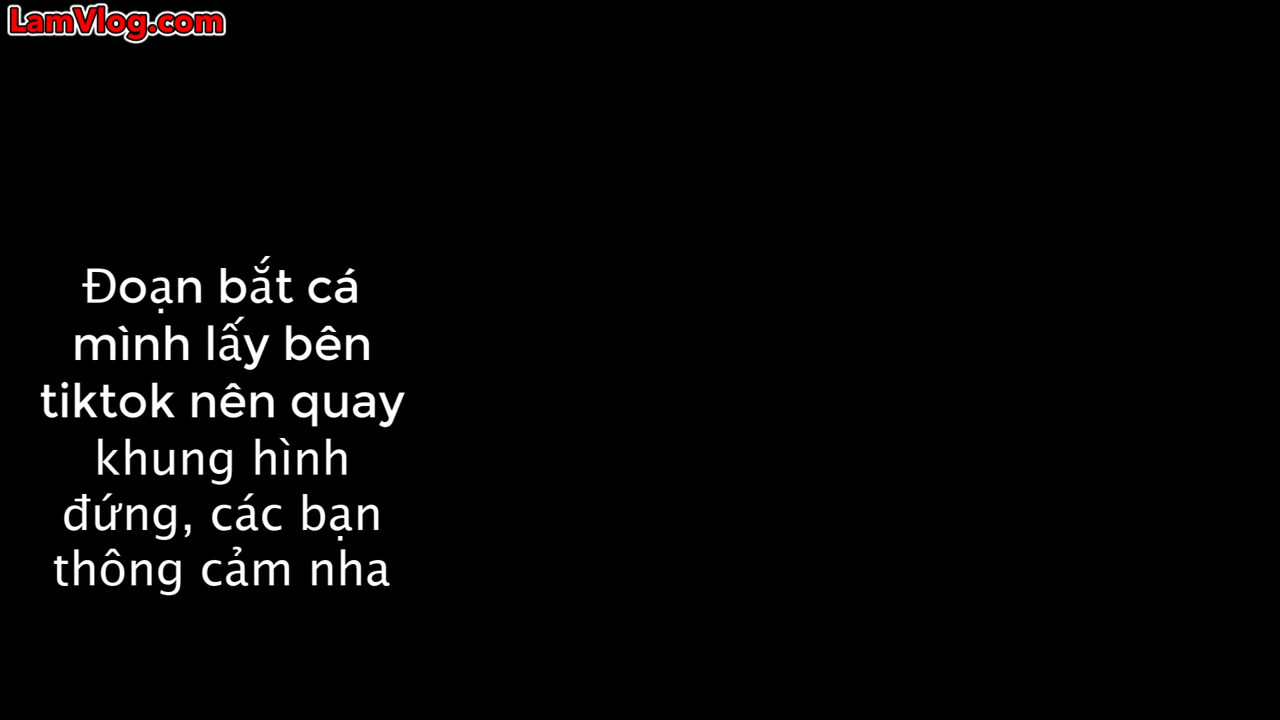 LamVlog.com
Đoạn bắt cá
mình lấy bên
tiktok nên quay
khung hình
đứng, các bạn
thông cảm nha